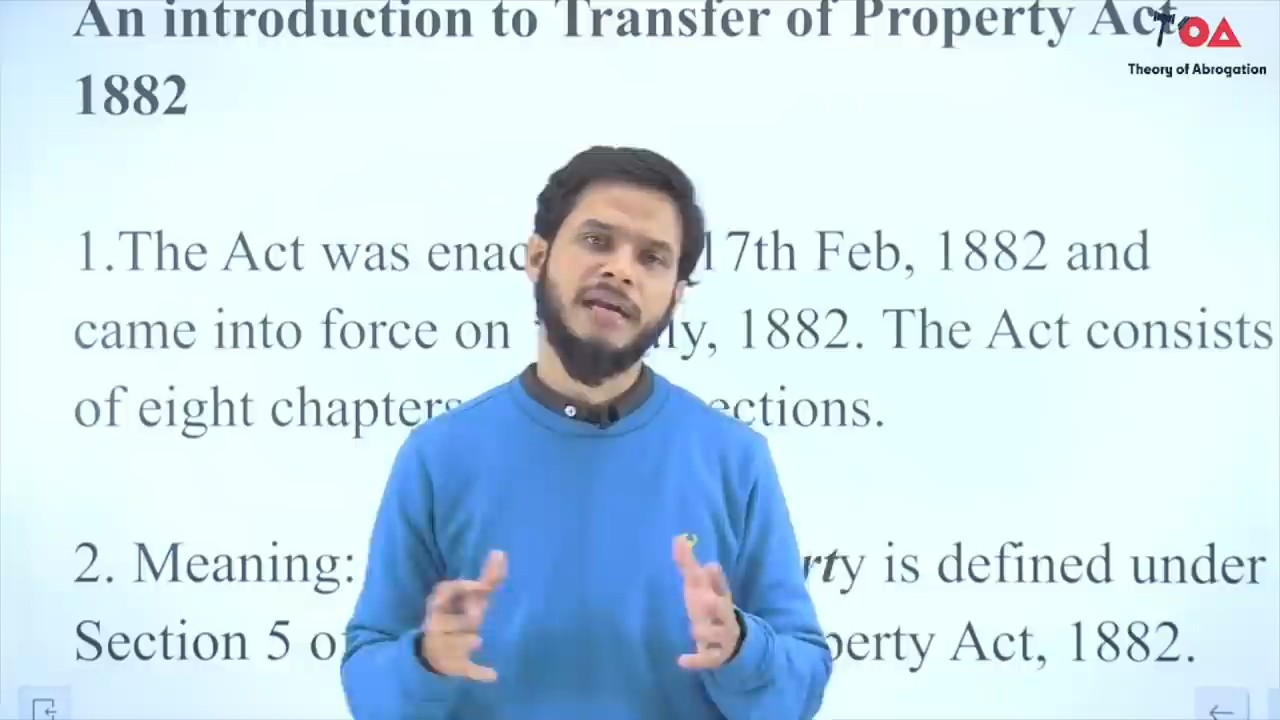 An introduction to Transfer of Property Act
1882
TOA
Theory of Abrogation
1.The Act was enac 17th Feb, 1882 and
came into force on ly, 1882. The Act consists
of eight chapters ections.
2. Meaning: rty is defined under
Section 5 o perty Act, 1882.